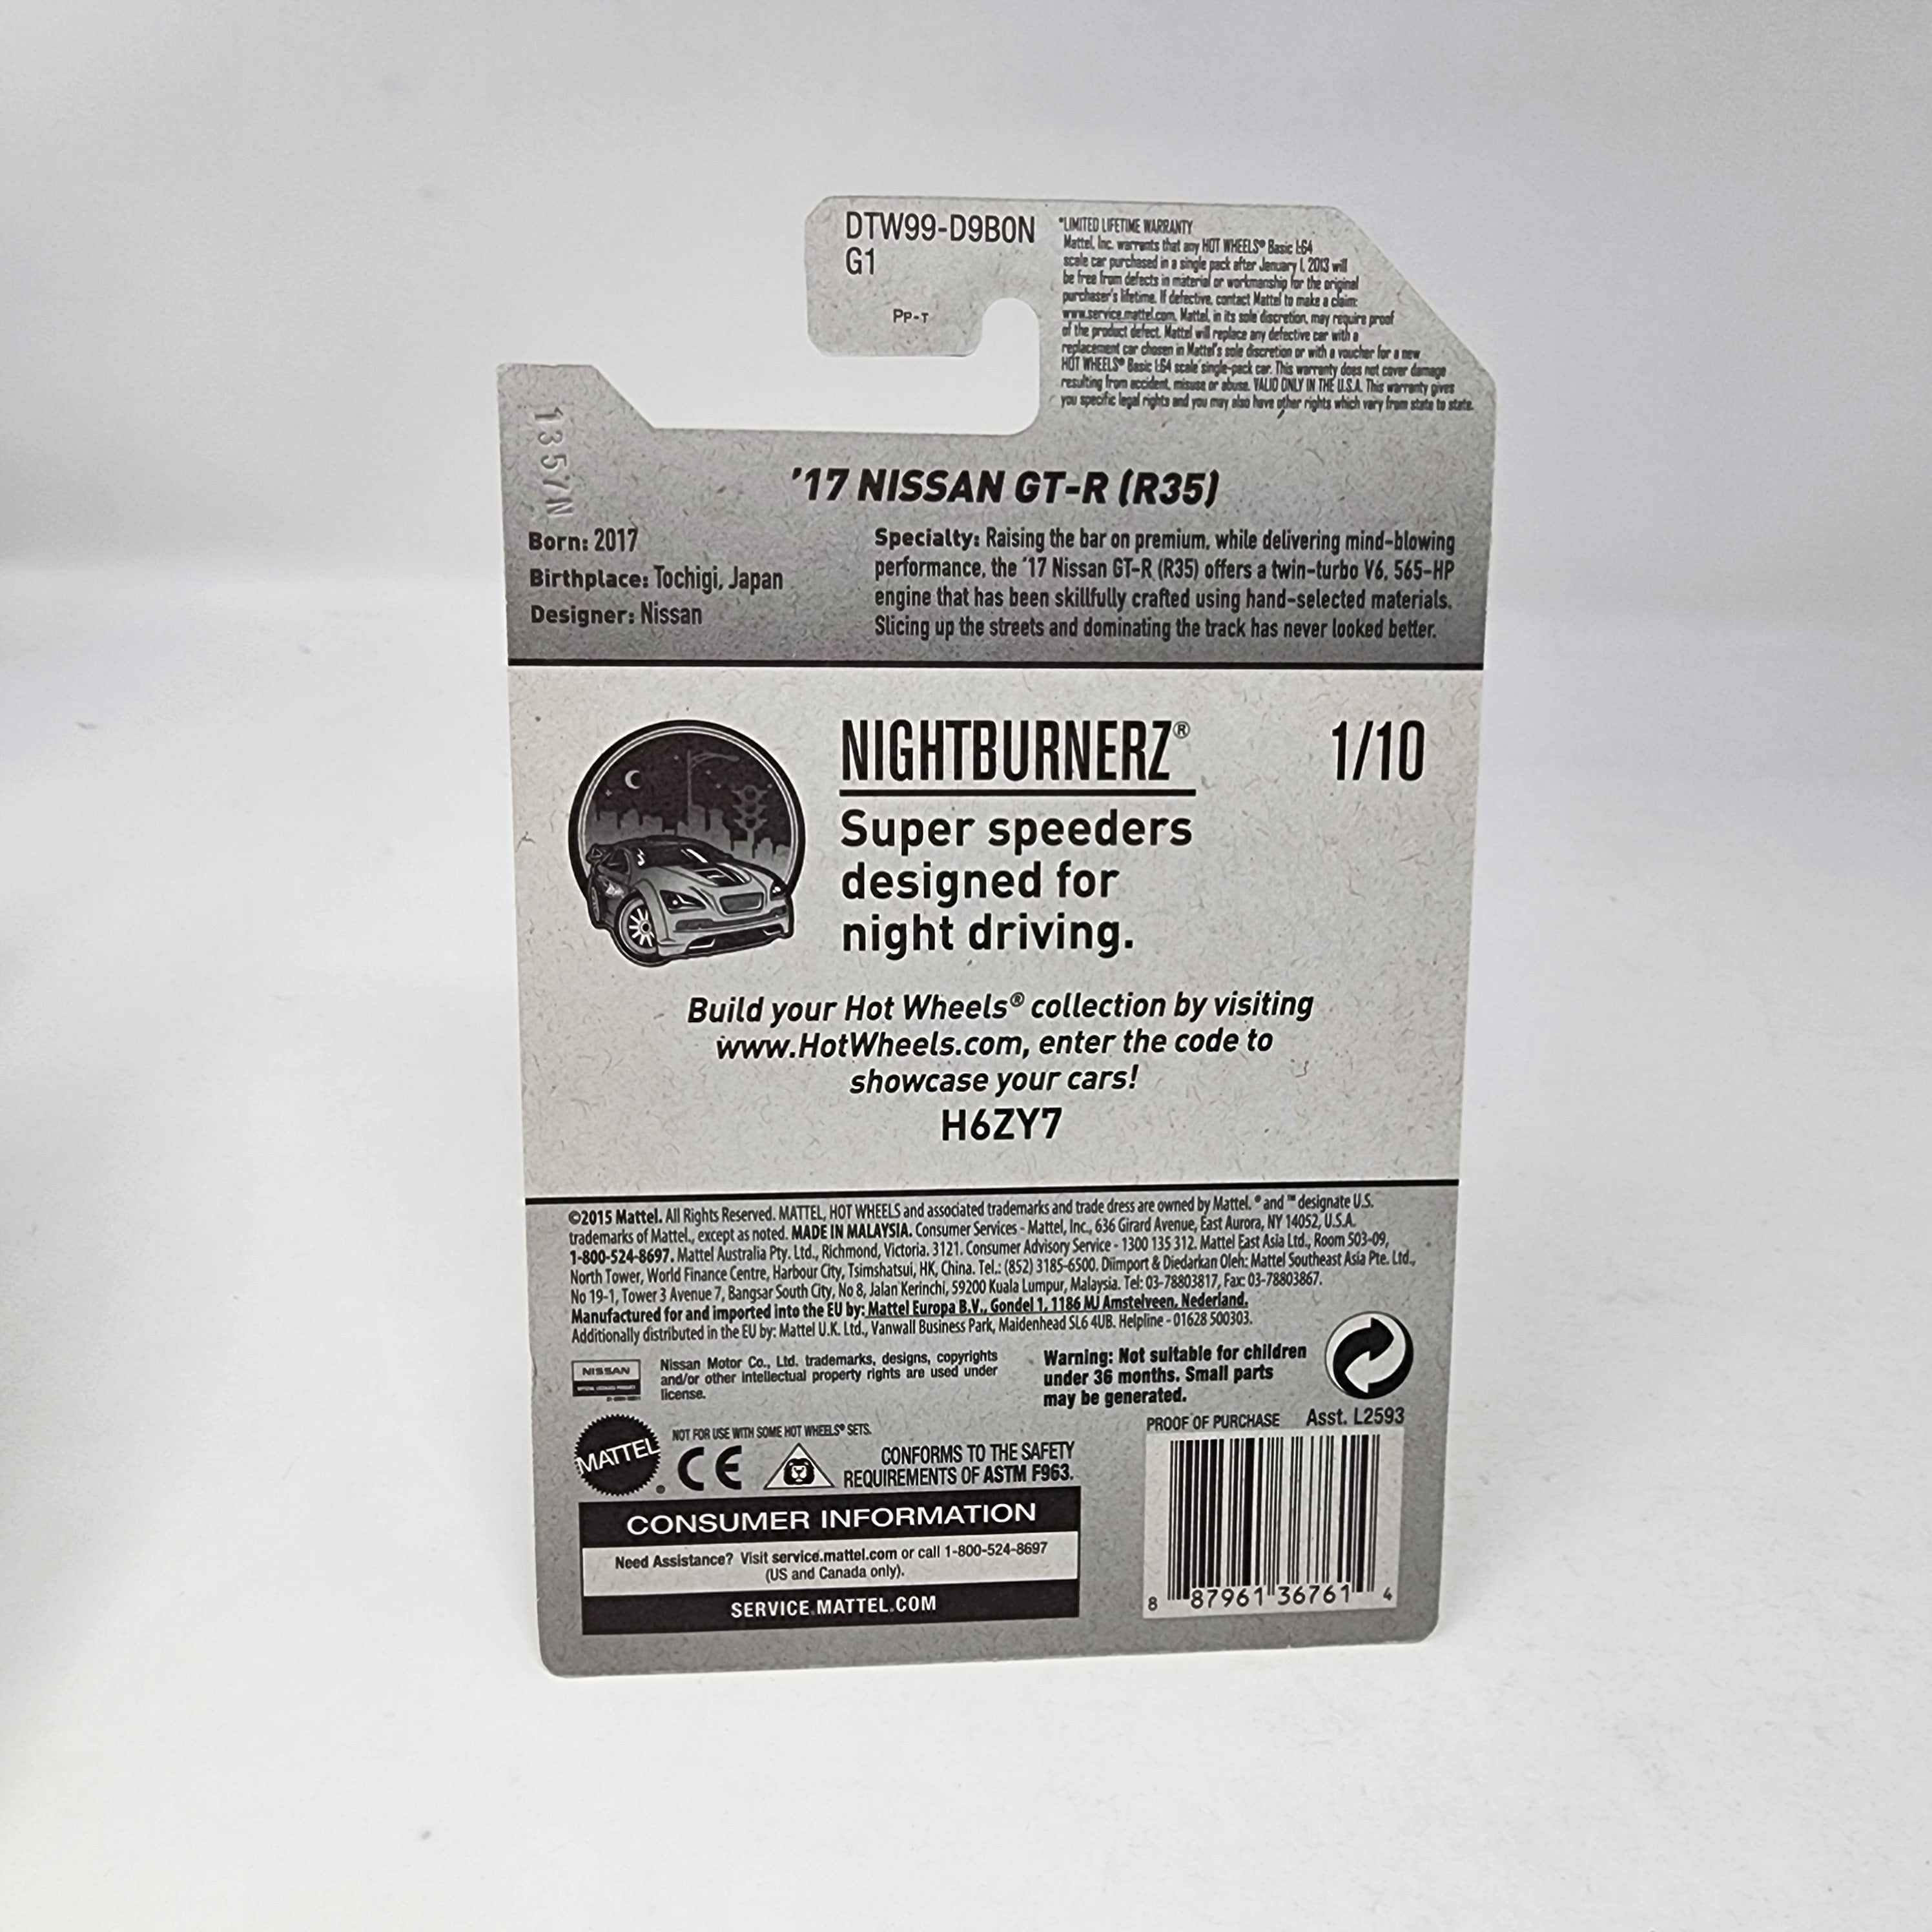 DTW99-D9B0N
G1
Pp-T
*LIMITED LIFETIME WARRANTY
Mattel, Inc. warrants that any HOT WHEELS® Basic 1:64
scale car purchased in a single pack after January 1, 2013 will
be free from defects in material or workmanship for the original
purchaser's lifetime. If defective, contact Mattel to make a claim:
www.service.mattel.com. Mattel, in its sole discretion, may require proof
of the product defect. Mattel will replace any defective car with a
replacement car chosen in Mattel's sole discretion or with a voucher for a new
HOT WHEELS® Basic 1:64 scale single-pack car. This warranty does not cover damage
resulting from accident, misuse or abuse. VALID ONLY IN THE U.S.A. This warranty gives
you specific legal rights and you may also have other rights which vary from state to state.
1357N
'17 NISSAN GT-R (R35)
Born: 2017
Birthplace: Tochigi, Japan
Designer: Nissan
Specialty: Raising the bar on premium, while delivering mind-blowing
performance, the '17 Nissan GT-R (R35) offers a twin-turbo V6, 565-HP
engine that has been skillfully crafted using hand-selected materials.
Slicing up the streets and dominating the track has never looked better.
NIGHTBURNERZ®
1/10
Super speeders
designed for
night driving.
Build your Hot Wheels® collection by visiting
www.HotWheels.com, enter the code to
showcase your cars!
H6ZY7
©2015 Mattel. All Rights Reserved. MATTEL, HOT WHEELS and associated trademarks and trade dress are owned by Mattel. ® and ™ designate U.S.
trademarks of Mattel., except as noted. MADE IN MALAYSIA. Consumer Services - Mattel, Inc., 636 Girard Avenue, East Aurora, NY 14052, U.S.A.
1-800-524-8697. Mattel Australia Pty. Ltd., Richmond, Victoria. 3121. Consumer Advisory Service - 1300 135 312. Mattel East Asia Ltd., Room 503-09,
North Tower, World Finance Centre, Harbour City, Tsimshatsui, HK, China. Tel.: (852) 3185-6500. Diimport & Diedarkan Oleh: Mattel Southeast Asia Pte. Ltd.,
No 19-1, Tower 3 Avenue 7, Bangsar South City, No 8, Jalan Kerinchi, 59200 Kuala Lumpur, Malaysia. Tel: 03-78803817, Fax: 03-78803867.
Manufactured for and imported into the EU by: Mattel Europa B.V., Gondel 1, 1186 MJ Amstelveen, Nederland.
Additionally distributed in the EU by: Mattel U.K. Ltd., Vanwall Business Park, Maidenhead SL6 4UB. Helpline - 01628 500303.
NISSAN
Nissan Motor Co., Ltd. trademarks, designs, copyrights
and/or other intellectual property rights are used under
license.
Warning: Not suitable for children
under 36 months. Small parts
may be generated.
MATTEL®
NOT FOR USE WITH SOME HOT WHEELS® SETS.
CE
CONFORMS TO THE SAFETY
REQUIREMENTS OF ASTM F963.
PROOF OF PURCHASE Asst. L2593
CONSUMER INFORMATION
Need Assistance? Visit service.mattel.com or call 1-800-524-8697
(US and Canada only).
SERVICE.MATTEL.COM
8 87961 36761 4